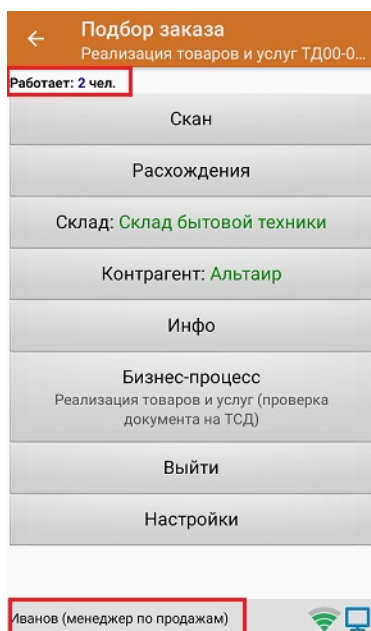 Подбор заказа
Реализация товаров и услуг ТД00-0...
Работает: 2 чел.
Скан
Расхождения
Склад: Склад бытовой техники
Контрагент: Альтаир
Инфо
Бизнес-процесс
Реализация товаров и услуг (проверка
документа на ТСД)
Выйти
Настройки
Иванов (менеджер по продажам)